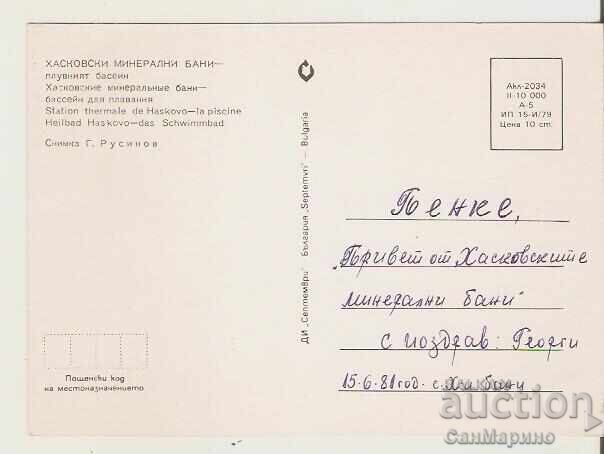 ХАСКОВСКИ МИНЕРАЛНИ БАНИ—
плувният басейн
Хасковские минеральные бани—
бассейн для плавания
Station thermale de Haskovo—la piscine
Heilbad Haskovo—das Schwimmbad
Снимка Г. Русинов
ДИ „Септември" България „Septemvri" — Bulgaria
Акл-2034
II-10 000
А-5
ИП 15-И/79
Цена 10 ст.
Пенке,
„Привет от Хасковските
минерални бани"
с поздрав: Георги
15.6.81 год. с. Хм бани
Пощенски код
на местоназначението
auction
СанМарино